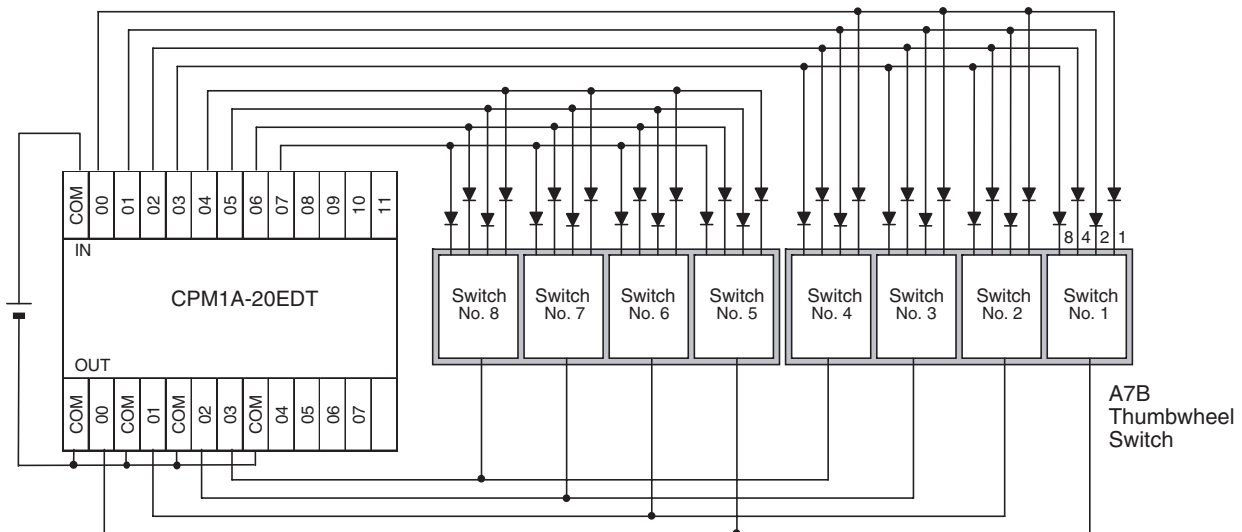 COM 00 01 02 03 04 05 06 07 08 09 10 11
IN
CPM1A-20EDT
OUT
COM 00 COM 01 COM 02 03 COM 04 05 06 07
8 4 2 1
Switch No. 8
Switch No. 7
Switch No. 6
Switch No. 5
Switch No. 4
Switch No. 3
Switch No. 2
Switch No. 1
A7B
Thumbwheel
Switch